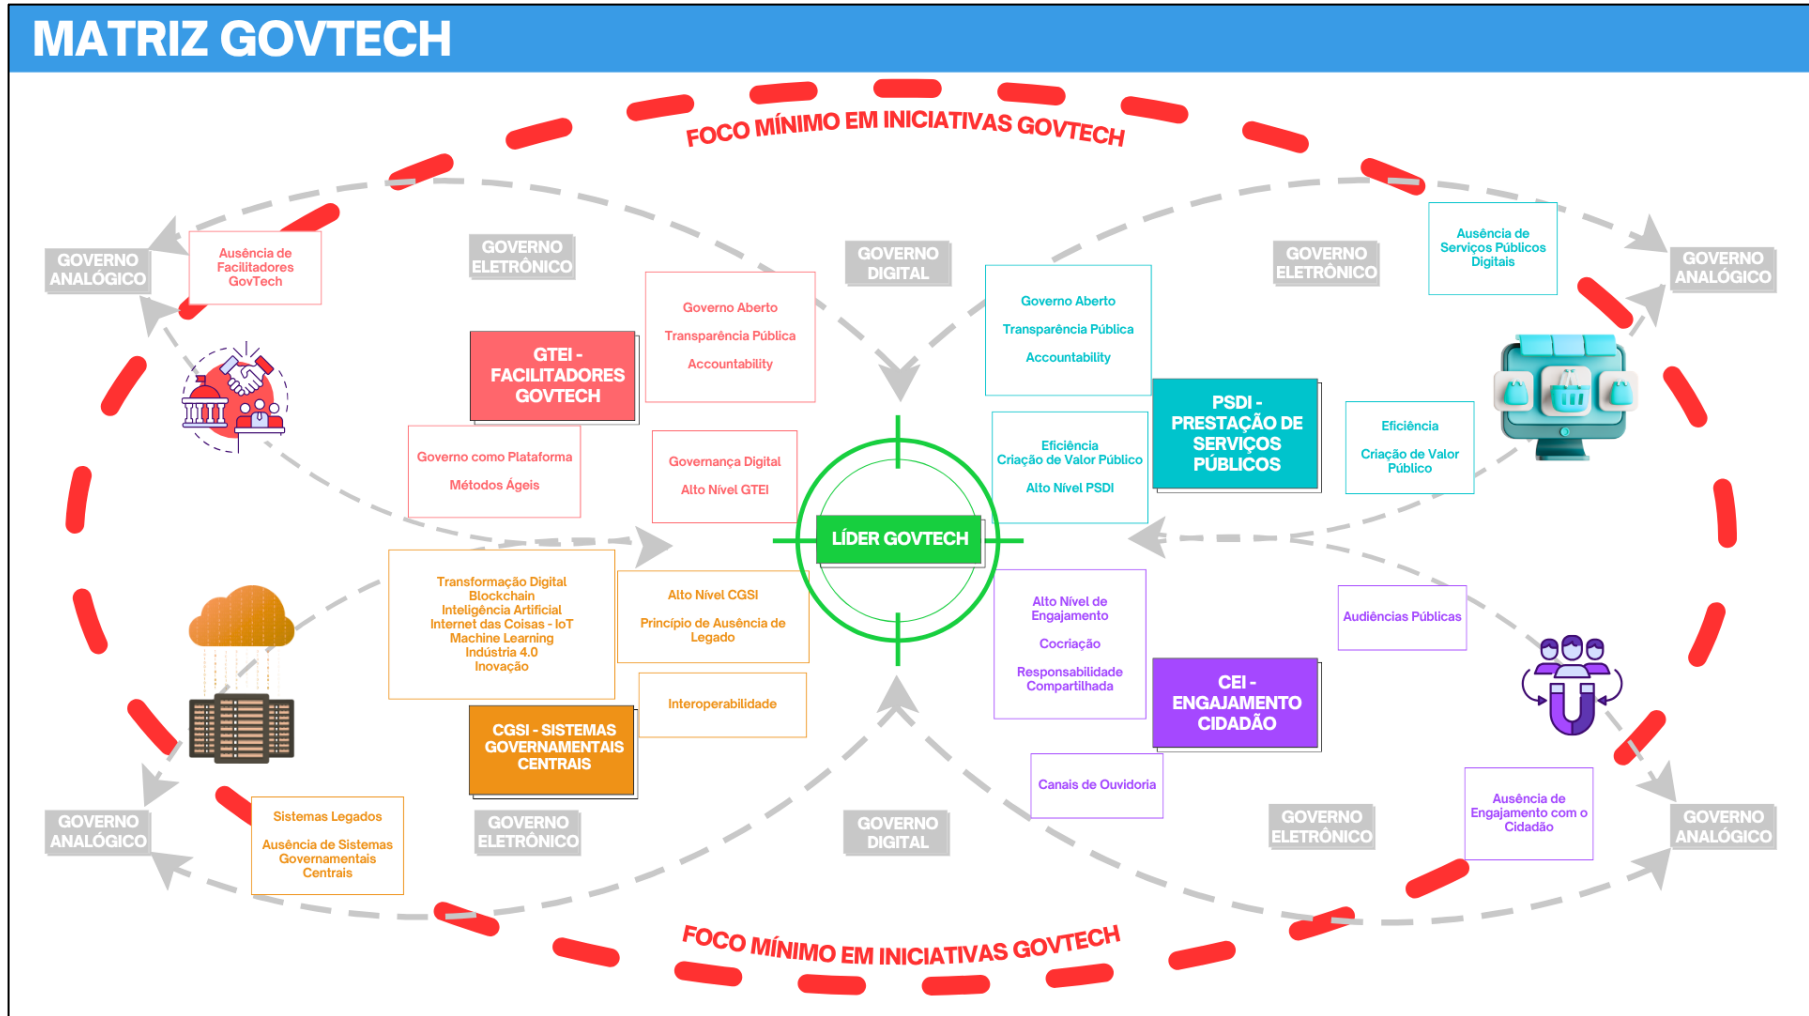 MATRIZ GOVTECH
FOCO MÍNIMO EM INICIATIVAS GOVTECH
GOVERNO
ANALÓGICO
Ausência de
Facilitadores
GovTech
GOVERNO
ELETRÔNICO
GOVERNO
DIGITAL
GOVERNO
ELETRÔNICO
Ausência de
Serviços Públicos
Digitais
GOVERNO
ANALÓGICO
GTEI -
FACILITADORES
GOVTECH
Governo Aberto
Transparência Pública
Accountability
Governo Aberto
Transparência Pública
Accountability
PSDI -
PRESTAÇÃO DE
SERVIÇOS
PÚBLICOS
Governo como Plataforma
Métodos Ágeis
Governança Digital
Alto Nível GTEI
Eficiência
Criação de Valor Público
Alto Nível PSDI
Eficiência
Criação de Valor
Público
LÍDER GOVTECH
Transformação Digital
Blockchain
Inteligência Artificial
Internet das Coisas - IoT
Machine Learning
Indústria 4.0
Inovação
Alto Nível CGSI
Princípio de Ausência de
Legado
Interoperabilidade
Alto Nível de
Engajamento
Cocriação
Responsabilidade
Compartilhada
Audiências Públicas
CGSI - SISTEMAS
GOVERNAMENTAIS
CENTRAIS
CEI -
ENGAJAMENTO
CIDADÃO
Canais de Ouvidoria
GOVERNO
ANALÓGICO
Sistemas Legados
Ausência de Sistemas
Governamentais
Centrais
GOVERNO
ELETRÔNICO
GOVERNO
DIGITAL
GOVERNO
ELETRÔNICO
Ausência de
Engajamento com o
Cidadão
GOVERNO
ANALÓGICO
FOCO MÍNIMO EM INICIATIVAS GOVTECH